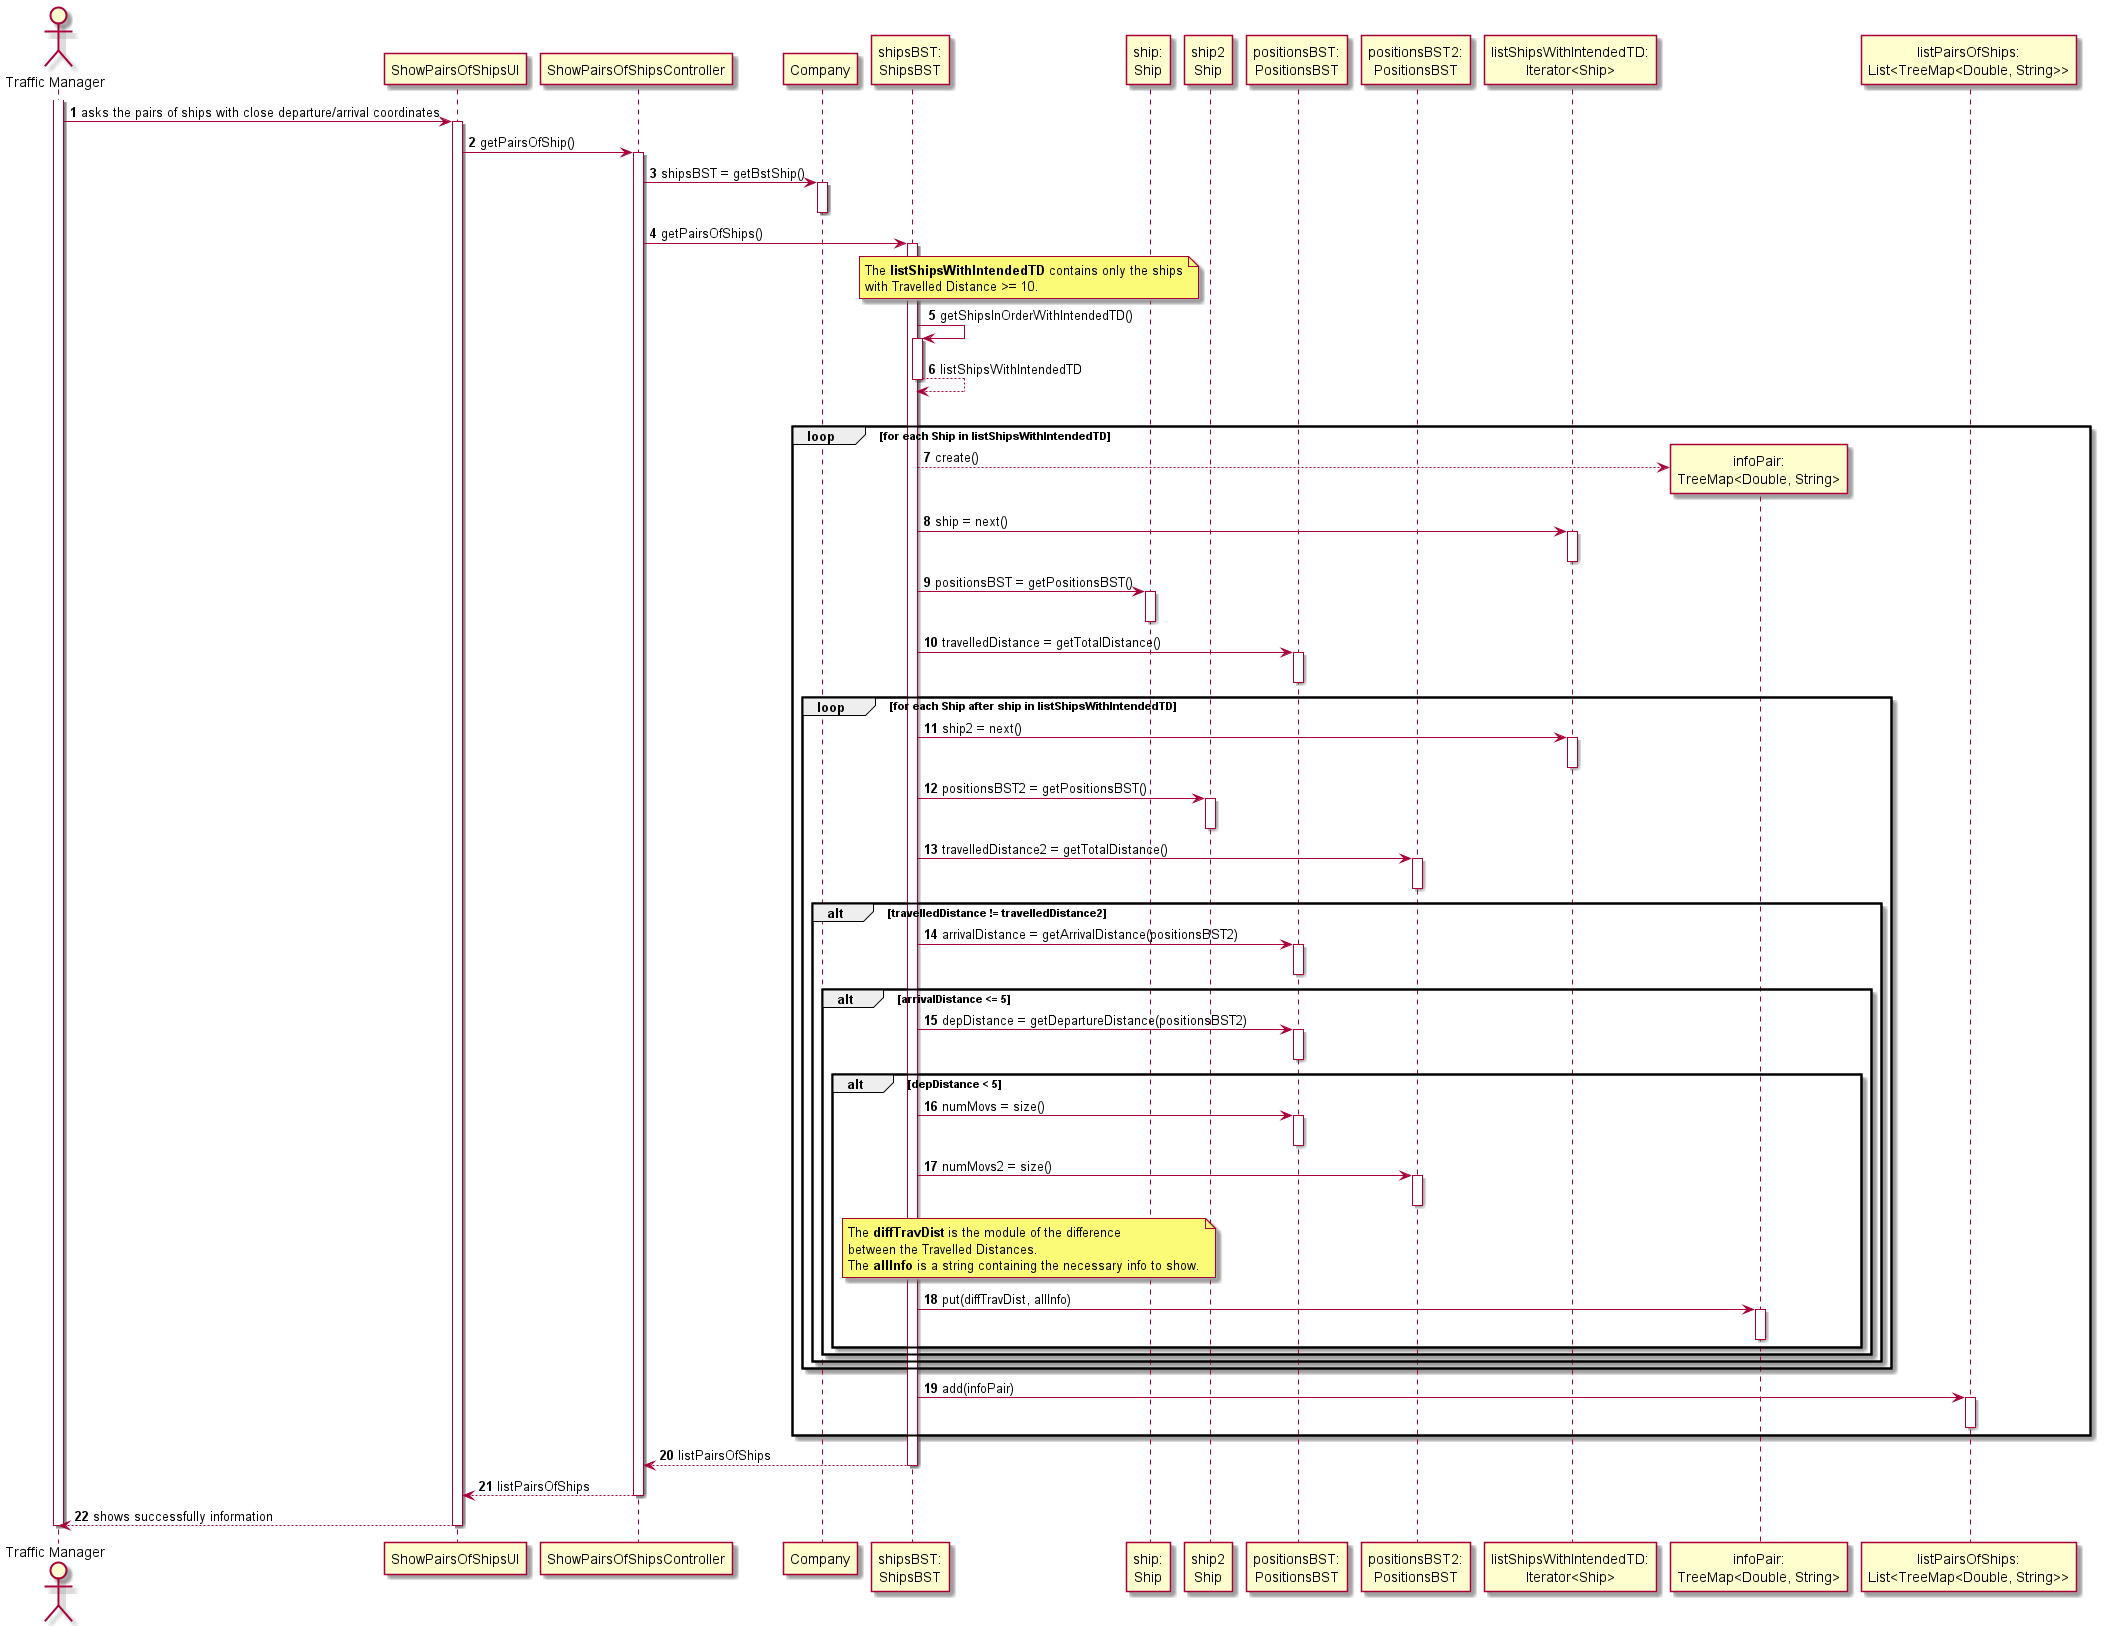 Traffic Manager
ShowPairsOfShipsUI
ShowPairsOfShipsController
Company
shipsBST:
ShipsBST
ship:
Ship
ship2
Ship
positionsBST:
PositionsBST
positionsBST2:
PositionsBST
listShipsWithIntendedTD:
Iterator<Ship>
listPairsOfShips:
List<TreeMap<Double, String>>
1 asks the pairs of ships with close departure/arrival coordinates
2 getPairsOfShip()
3 shipsBST = getBstShip()
4 getPairsOfShips()
The listShipsWithIntendedTD contains only the ships
with Travelled Distance >= 10.
5 getShipsInOrderWithIntendedTD()
6 listShipsWithIntendedTD
loop [for each Ship in listShipsWithIntendedTD]
7 create()
infoPair:
TreeMap<Double, String>
8 ship = next()
9 positionsBST = getPositionsBST()
10 travelledDistance = getTotalDistance()
loop [for each Ship after ship in listShipsWithIntendedTD]
11 ship2 = next()
12 positionsBST2 = getPositionsBST()
13 travelledDistance2 = getTotalDistance()
alt [travelledDistance != travelledDistance2]
14 arrivalDistance = getArrivalDistance(positionsBST2)
alt [arrivalDistance <= 5]
15 depDistance = getDepartureDistance(positionsBST2)
alt [depDistance < 5]
16 numMovs = size()
17 numMovs2 = size()
The diffTravDist is the module of the difference
between the Travelled Distances.
The allInfo is a string containing the necessary info to show.
18 put(diffTravDist, allInfo)
19 add(infoPair)
20 listPairsOfShips
21 listPairsOfShips
22 shows successfully information
Traffic Manager
ShowPairsOfShipsUI
ShowPairsOfShipsController
Company
shipsBST:
ShipsBST
ship:
Ship
ship2
Ship
positionsBST:
PositionsBST
positionsBST2:
PositionsBST
listShipsWithIntendedTD:
Iterator<Ship>
infoPair:
TreeMap<Double, String>
listPairsOfShips:
List<TreeMap<Double, String>>